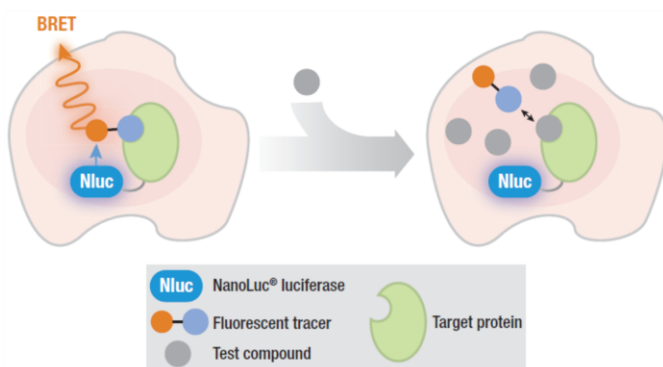 BRET
Nluc
Nluc
Nluc NanoLuc® luciferase
Fluorescent tracer
Target protein
Test compound